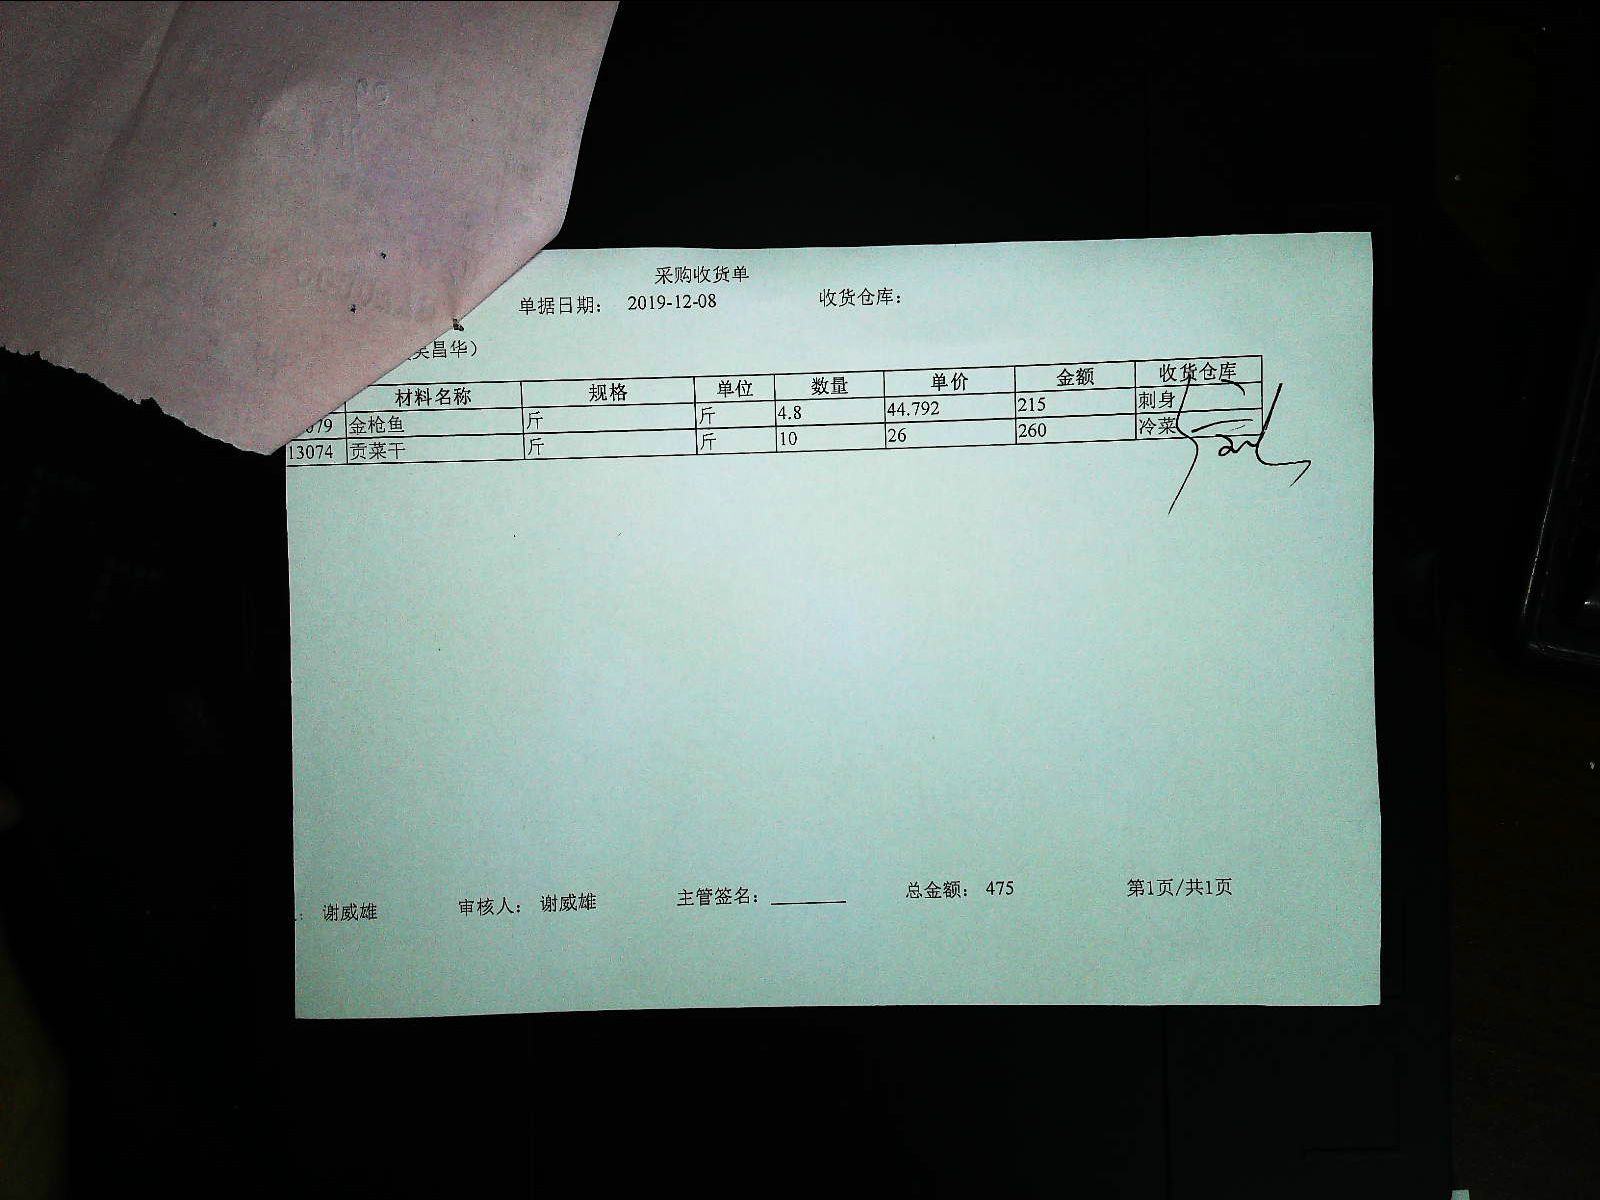 采购收货单
单据日期： 2019-12-08 收货仓库：
吴昌华）
材料名称 规格 单位 数量 单价 金额 收货仓库
079 金枪鱼 斤 斤 4.8 44.792 215 刺身
13074 贡菜干 斤 斤 10 26 260 冷菜
： 谢威雄 审核人： 谢威雄 主管签名： 总金额： 475 第1页/共1页